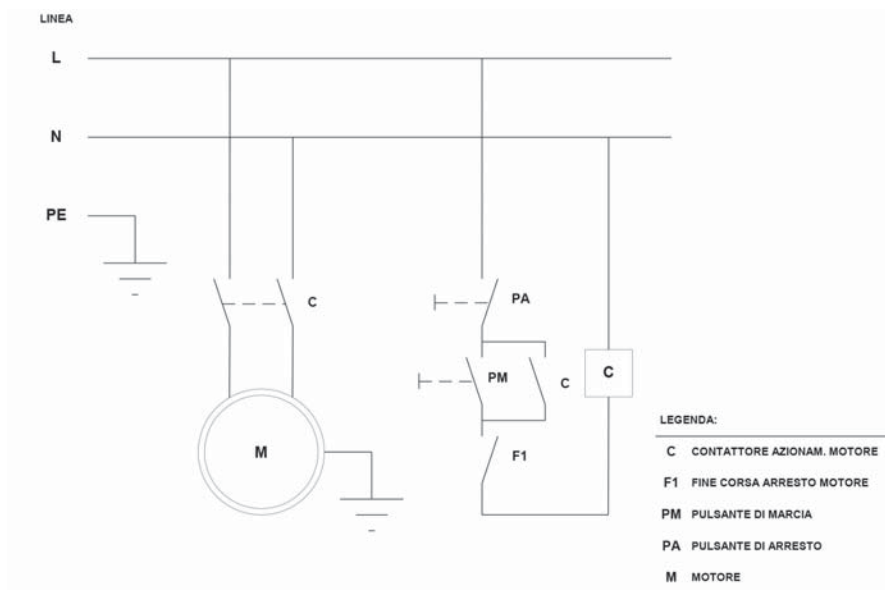 LINEA
L
N
PE
C
PA
PM
C
C
M
F1
LEGENDA:
C CONTATTORE AZIONAM. MOTORE
F1 FINE CORSA ARRESTO MOTORE
PM PULSANTE DI MARCIA
PA PULSANTE DI ARRESTO
M MOTORE